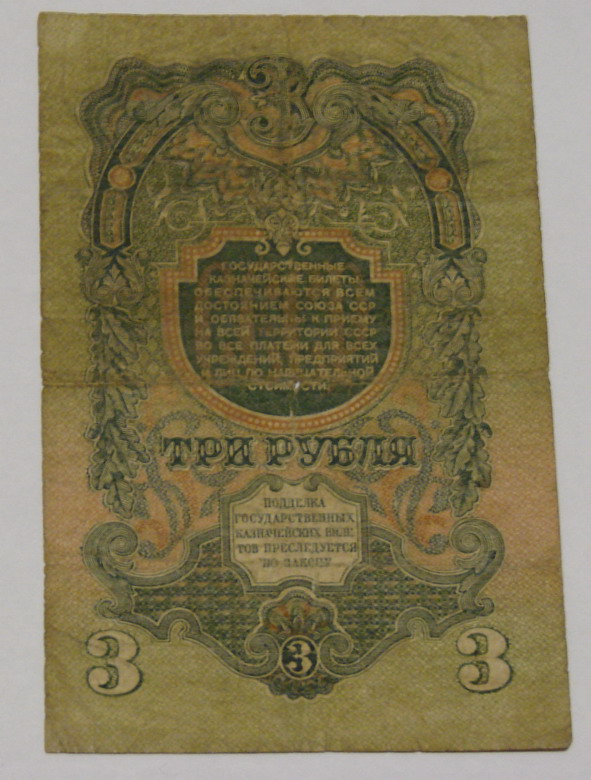 3
ГОСУДАРСТВЕННЫЕ
КАЗНАЧЕЙСКИЕ БИЛЕТЫ
ОБЕСПЕЧИВАЮТСЯ ВСЕМ
ДОСТОЯНИЕМ СОЮЗА ССР
И ОБЯЗАТЕЛЬНЫ К ПРИЕМУ
НА ВСЕЙ ТЕРРИТОРИИ СССР
ВО ВСЕ ПЛАТЕЖИ ДЛЯ ВСЕХ
УЧРЕЖДЕНИЙ, ПРЕДПРИЯТИЙ
И ЛИЦ ПО НАРИЦАТЕЛЬНОЙ
СТОИМОСТИ.
ТРИ РУБЛЯ
ПОДДЕЛКА
ГОСУДАРСТВЕННЫХ
КАЗНАЧЕЙСКИХ БИЛЕ-
ТОВ ПРЕСЛЕДУЕТСЯ
ПО ЗАКОНУ
3 3 3